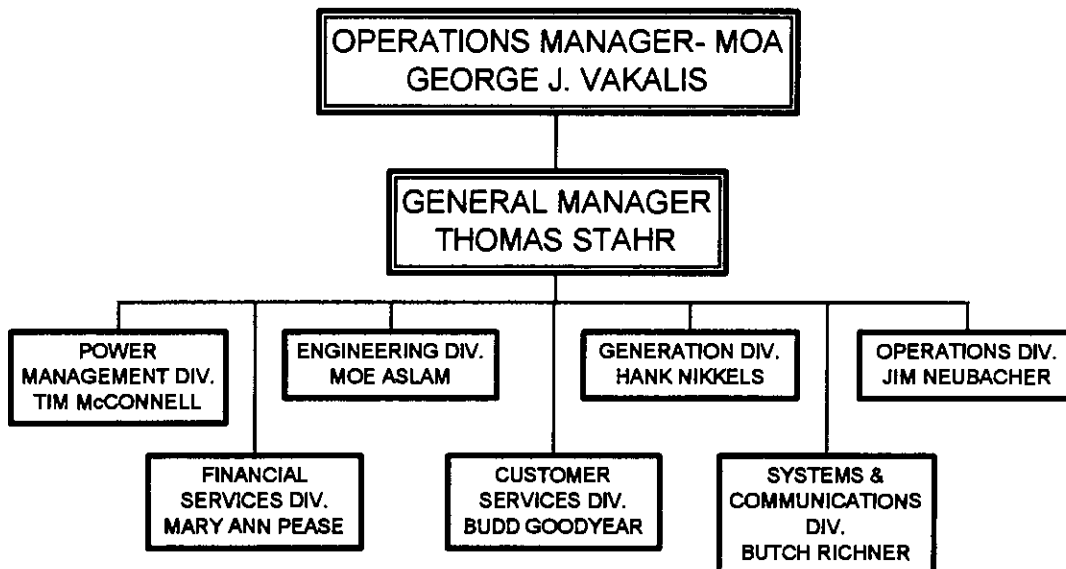 OPERATIONS MANAGER- MOA
GEORGE J. VAKALIS
GENERAL MANAGER
THOMAS STAHR
POWER
MANAGEMENT DIV.
TIM McCONNELL
ENGINEERING DIV.
MOE ASLAM
GENERATION DIV.
HANK NIKKELS
OPERATIONS DIV.
JIM NEUBACHER
FINANCIAL
SERVICES DIV.
MARY ANN PEASE
CUSTOMER
SERVICES DIV.
BUDD GOODYEAR
SYSTEMS &
COMMUNICATIONS
DIV.
BUTCH RICHNER